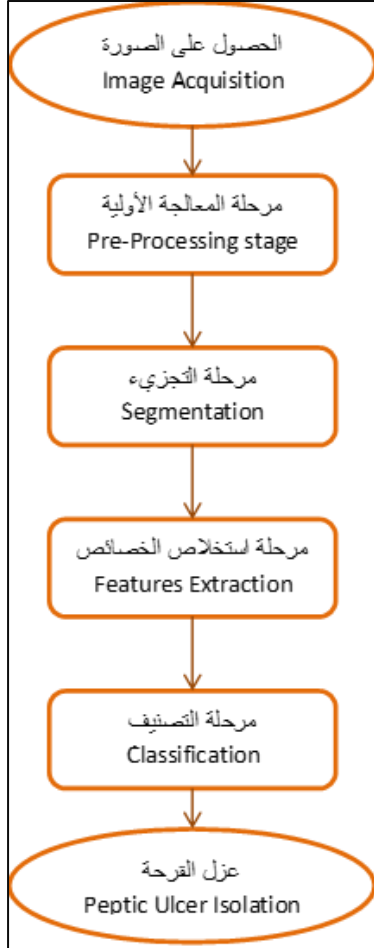 الحصول على الصورة
Image Acquisition
مرحلة المعالجة الأولية
Pre-Processing stage
مرحلة التجزيء
Segmentation
مرحلة استخلاص الخصائص
Features Extraction
مرحلة التصنيف
Classification
عزل القرحة
Peptic Ulcer Isolation